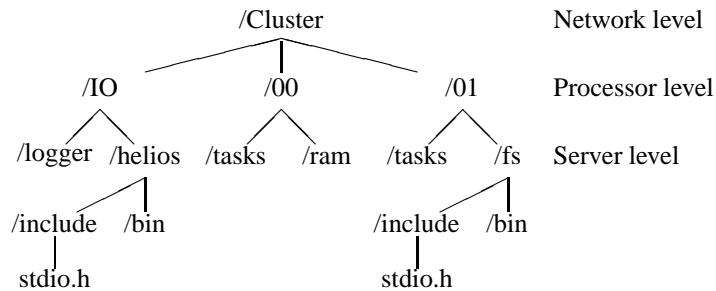 /Cluster Network level
/IO /00 /01 Processor level
/logger /helios /tasks /ram /tasks /fs Server level
/include /bin /include /bin
stdio.h stdio.h